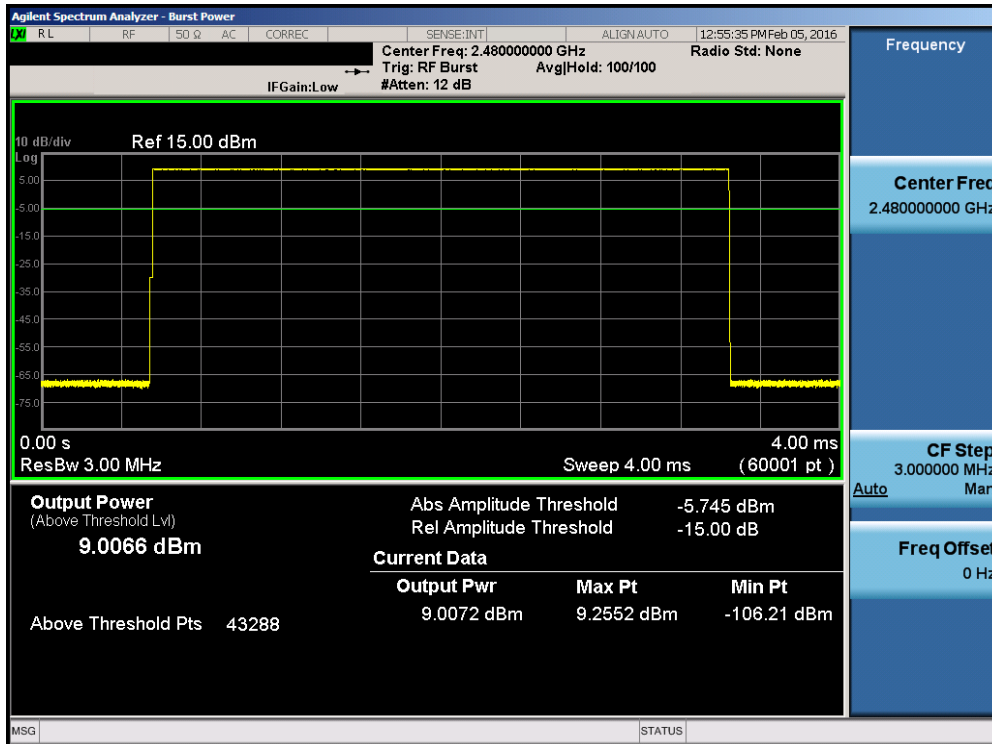 Agilent Spectrum Analyzer - Burst Power
LXI RL RF 50 Ω AC CORREC SENSE:INT ALIGN AUTO 12:55:35 PM Feb 05, 2016
Center Freq: 2.480000000 GHz Radio Std: None
Trig: RF Burst Avg|Hold: 100/100
IFGain:Low #Atten: 12 dB
10 dB/div Ref 15.00 dBm
Log
5.00
-5.00
-15.0
-25.0
-35.0
-45.0
-55.0
-65.0
-75.0
0.00 s 4.00 ms
ResBw 3.00 MHz Sweep 4.00 ms (60001 pt)
Output Power
(Above Threshold Lvl)
9.0066 dBm
Above Threshold Pts 43288
Abs Amplitude Threshold -5.745 dBm
Rel Amplitude Threshold -15.00 dB
Current Data
Output Pwr Max Pt Min Pt
9.0072 dBm 9.2552 dBm -106.21 dBm
Frequency
Center Freq
2.480000000 GHz
CF Step
3.000000 MHz
Auto Man
Freq Offset
0 Hz
MSG STATUS